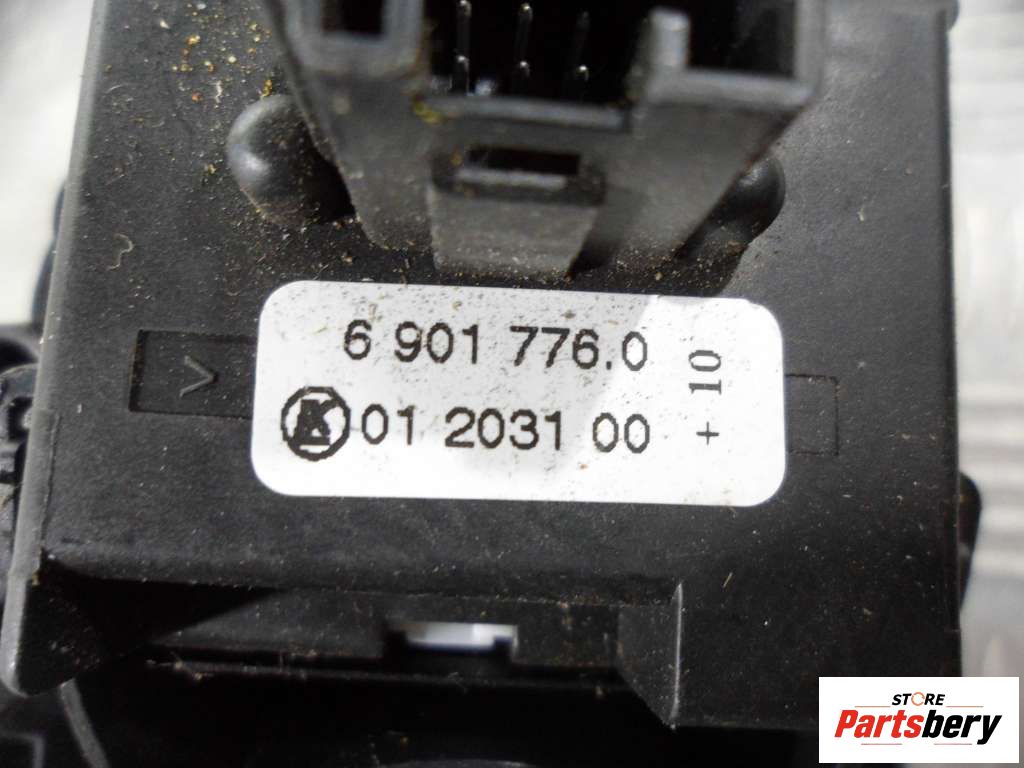 6 901 776.0
K 01 2031 00
+ 10
>
STORE
Partsbery